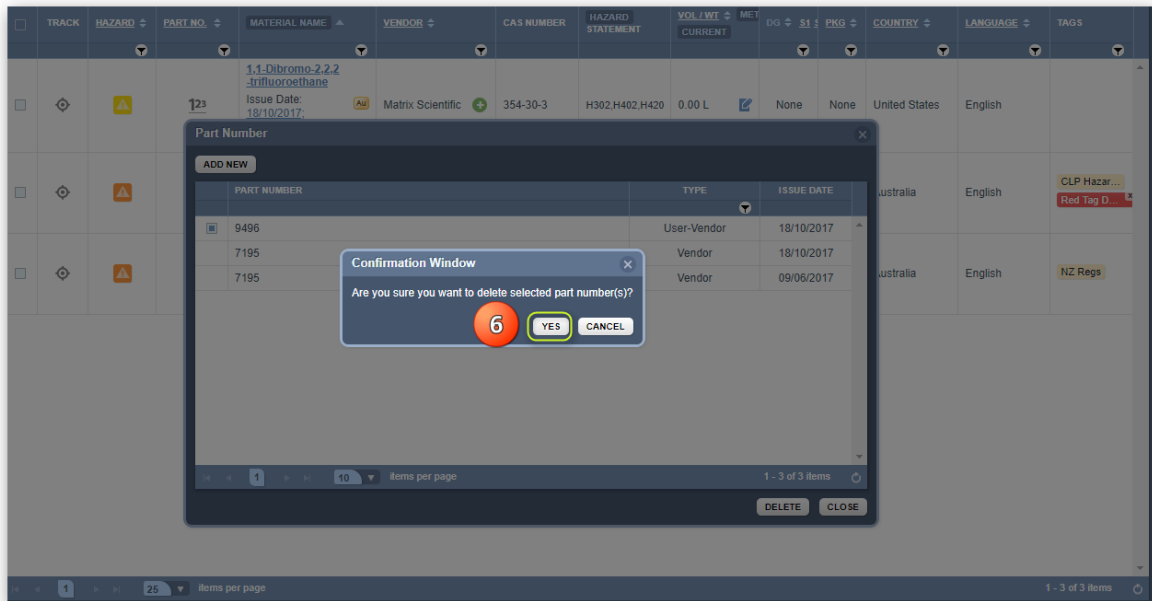 TRACK HAZARD PART NO. MATERIAL NAME VENDOR CAS NUMBER HAZARD STATEMENT VOL / WT MET CURRENT DG S1 S PKG COUNTRY LANGUAGE TAGS
1,1-Dibromo-2,2,2
-trifluoroethane
Issue Date:
18/10/2017;
123 Au Matrix Scientific 354-30-3 H302,H402,H420 0.00 L None None United States English
Part Number
ADD NEW
PART NUMBER TYPE ISSUE DATE
9496 User-Vendor 18/10/2017
7195 Vendor 18/10/2017
7195 Vendor 09/06/2017
ustralia English CLP Hazar...
Red Tag D... x
ustralia English NZ Regs
Confirmation Window
Are you sure you want to delete selected part number(s)?
6 YES CANCEL
1 10 items per page 1 - 3 of 3 items
DELETE CLOSE
1 25 items per page 1 - 3 of 3 items